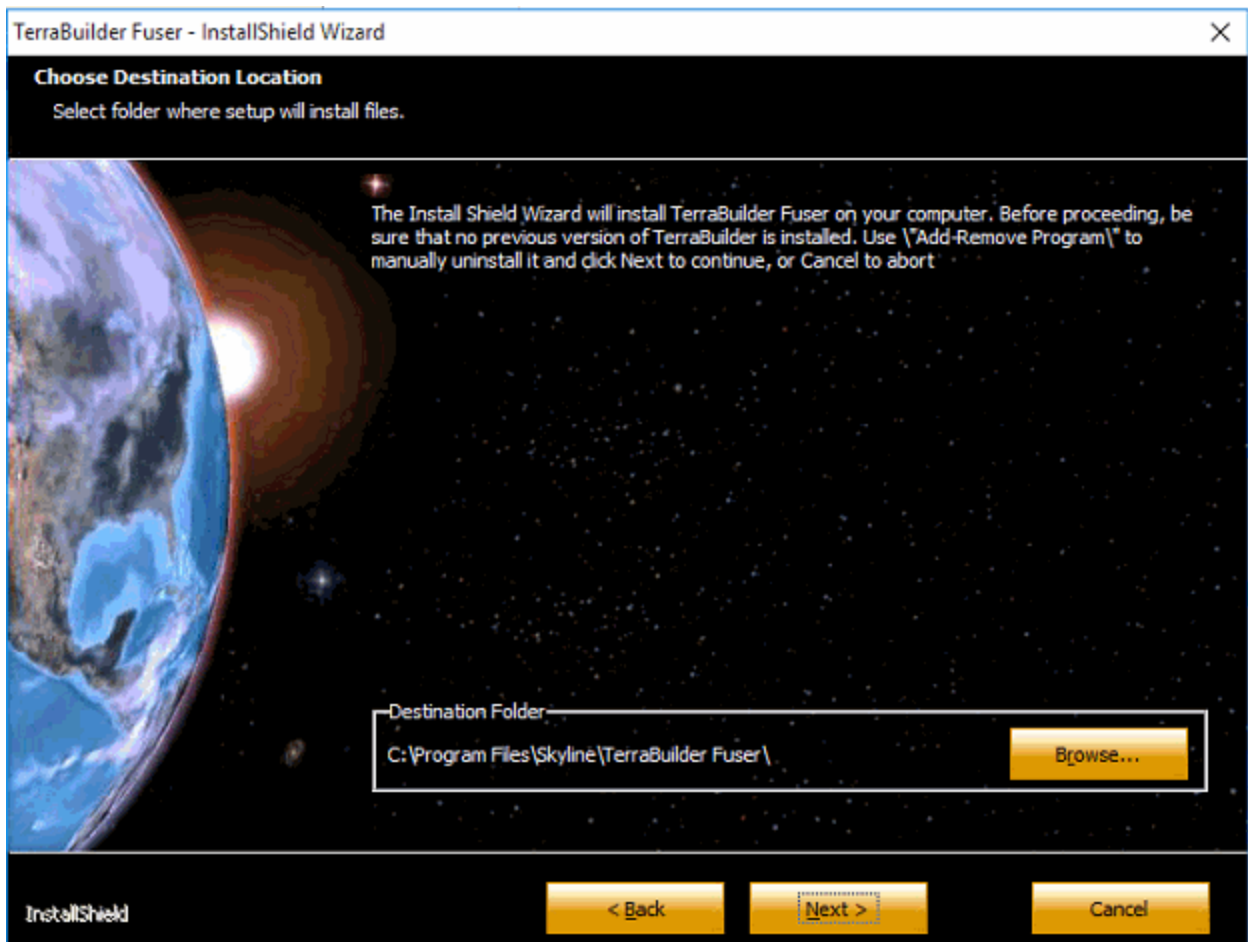 TerraBuilder Fuser - InstallShield Wizard
Choose Destination Location
Select folder where setup will install files.
The Install Shield Wizard will install TerraBuilder Fuser on your computer. Before proceeding, be
sure that no previous version of TerraBuilder is installed. Use \"Add-Remove Program\" to
manually uninstall it and click Next to continue, or Cancel to abort
Destination Folder
C:\Program Files\Skyline\TerraBuilder Fuser\
Browse...
InstallShield
< Back
Next >
Cancel